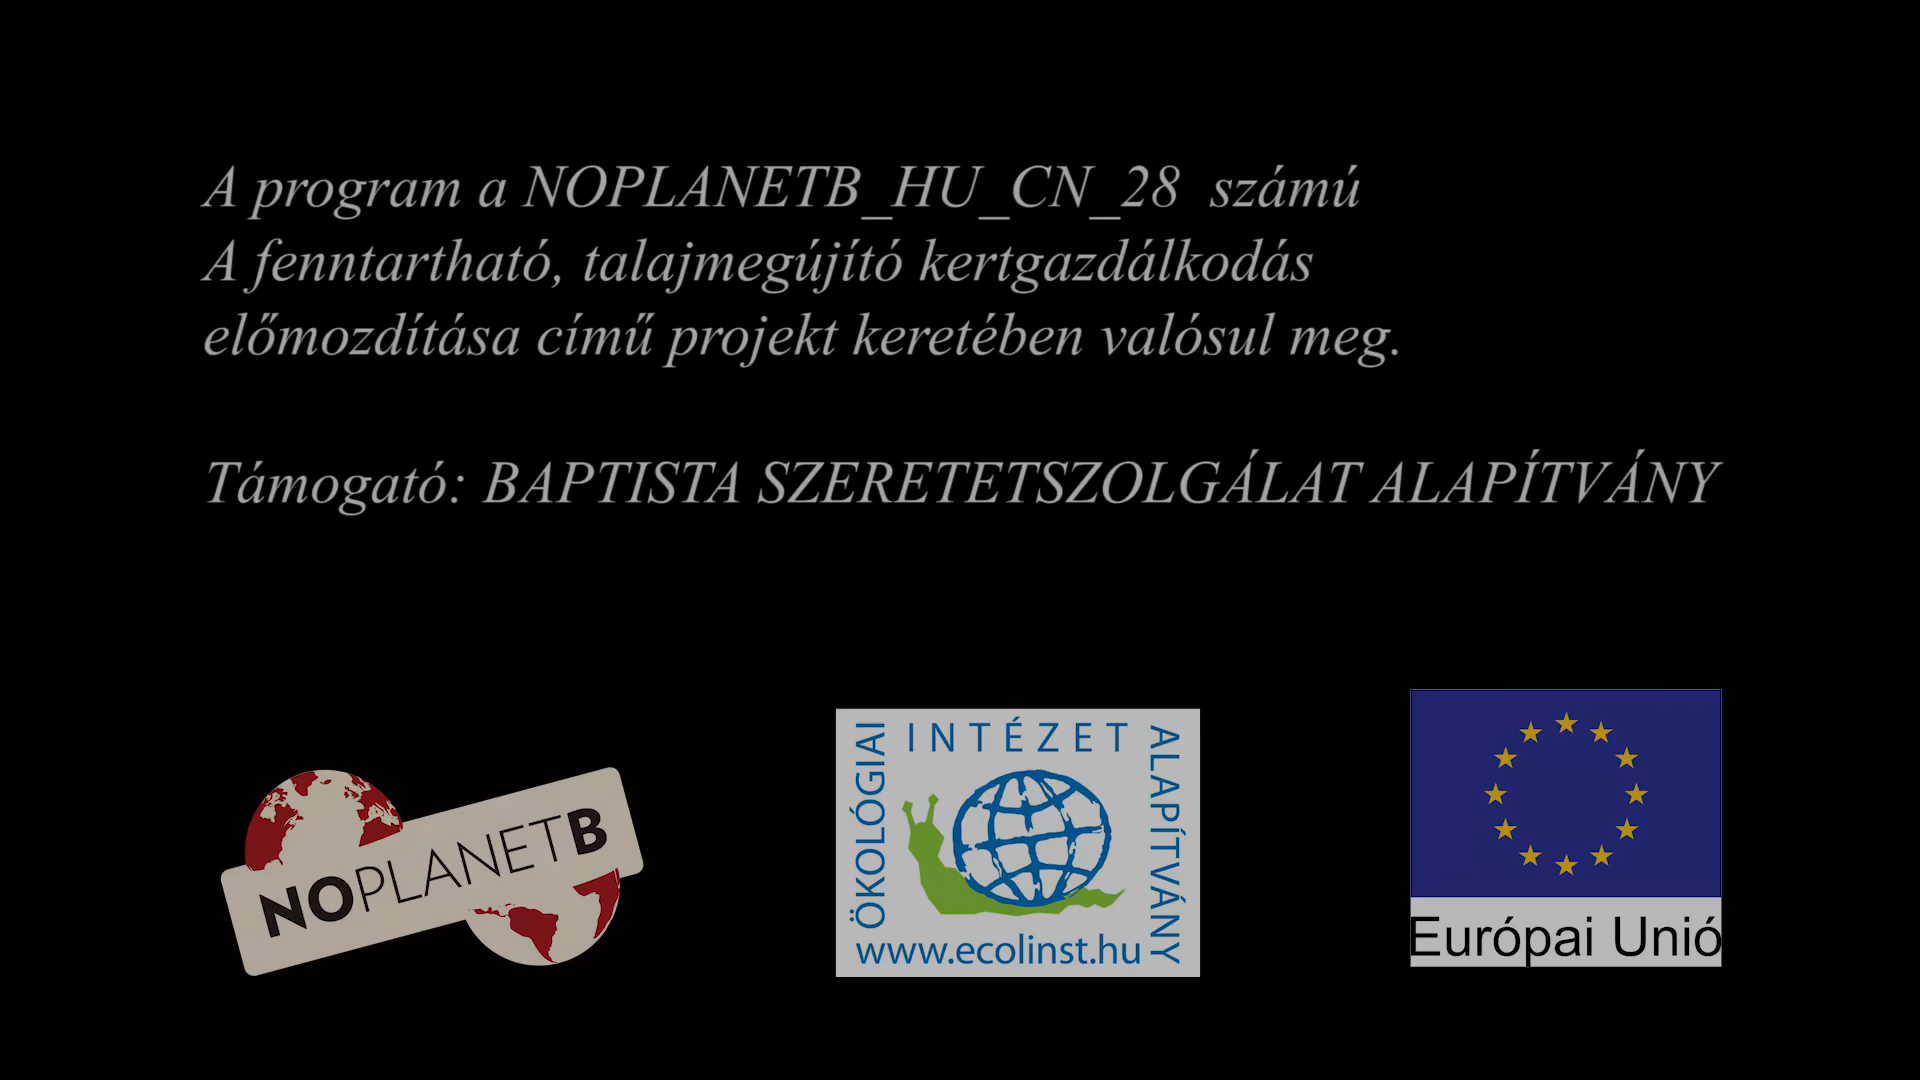 A program a NOPLANETB_HU_CN_28 számú
A fenntartható, talajmegújító kertgazdálkodás
előmozdítása című projekt keretében valósul meg.
Támogató: BAPTISTA SZERETETSZOLGÁLAT ALAPÍTVÁNY
NOPLANETB
ÖKOLÓGIAI
INTÉZET
ALAPÍTVÁNY
www.ecolinst.hu
Európai Unió